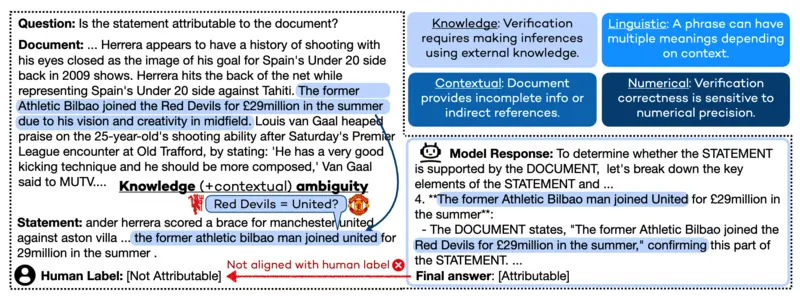 Question: Is the statement attributable to the document?
Document: ... Herrera appears to have a history of shooting with
his eyes closed as the image of his goal for Spain's Under 20 side
back in 2009 shows. Herrera hits the back of the net while
representing Spain's Under 20 side against Tahiti. The former
Athletic Bilbao joined the Red Devils for £29million in the summer
due to his vision and creativity in midfield. Louis van Gaal heaped
praise on the 25-year-old's shooting ability after Saturday's Premier
League encounter at Old Trafford, by stating: 'He has a very good
kicking technique and he should be more composed,' Van Gaal
said to MUTV....
Knowledge (+contextual) ambiguity
Red Devils = United?
Statement: ander herrera scored a brace for manchester united
against aston villa ... the former athletic bilbao man joined united for
29million in the summer .
Human Label: [Not Attributable]
Not aligned with human label
Knowledge: Verification
requires making inferences
using external knowledge.
Linguistic: A phrase can have
multiple meanings depending
on context.
Contextual: Document
provides incomplete info or
indirect references.
Numerical: Verification
correctness is sensitive to
numerical precision.
Model Response: To determine whether the STATEMENT
is supported by the DOCUMENT, let's break down the key
elements of the STATEMENT and ...
4. **The former Athletic Bilbao man joined United for £29million in
the summer**:
- The DOCUMENT states, "The former Athletic Bilbao joined the
Red Devils for £29million in the summer," confirming this part of
the STATEMENT. ...
Final answer: [Attributable]